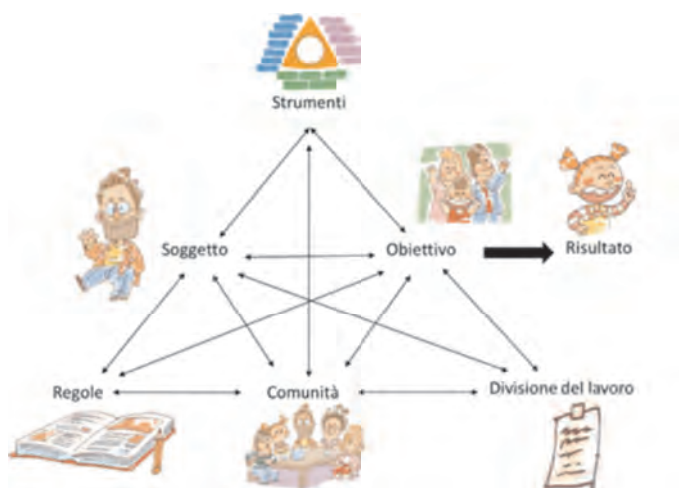 Strumenti
Soggetto
Obiettivo
Risultato
Regole
Comunità
Divisione del lavoro